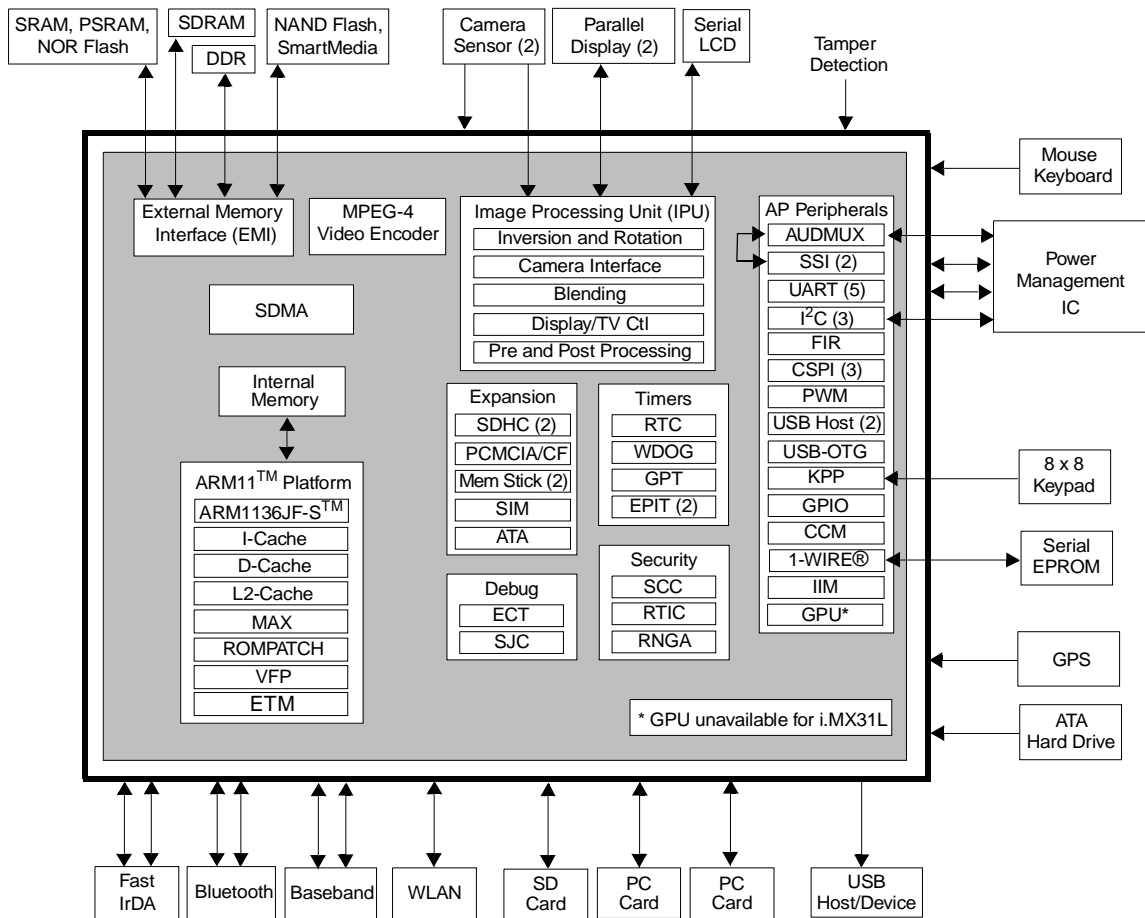 SRAM, PSRAM,
NOR Flash
SDRAM
DDR
NAND Flash,
SmartMedia
Camera
Sensor (2)
Parallel
Display (2)
Serial
LCD
Tamper
Detection
External Memory
Interface (EMI)
MPEG-4
Video Encoder
SDMA
Internal
Memory
ARM11™ Platform
ARM1136JF-S™
I-Cache
D-Cache
L2-Cache
MAX
ROMPATCH
VFP
ETM
Image Processing Unit (IPU)
Inversion and Rotation
Camera Interface
Blending
Display/TV Ctl
Pre and Post Processing
Expansion
SDHC (2)
PCMCIA/CF
Mem Stick (2)
SIM
ATA
Debug
ECT
SJC
Timers
RTC
WDOG
GPT
EPIT (2)
Security
SCC
RTIC
RNGA
AP Peripherals
AUDMUX
SSI (2)
UART (5)
I²C (3)
FIR
CSPI (3)
PWM
USB Host (2)
USB-OTG
KPP
GPIO
CCM
1-WIRE®
IIM
GPU*
* GPU unavailable for i.MX31L
Mouse
Keyboard
Power
Management
IC
8 x 8
Keypad
Serial
EPROM
GPS
ATA
Hard Drive
Fast
IrDA
Bluetooth
Baseband
WLAN
SD
Card
PC
Card
PC
Card
USB
Host/Device